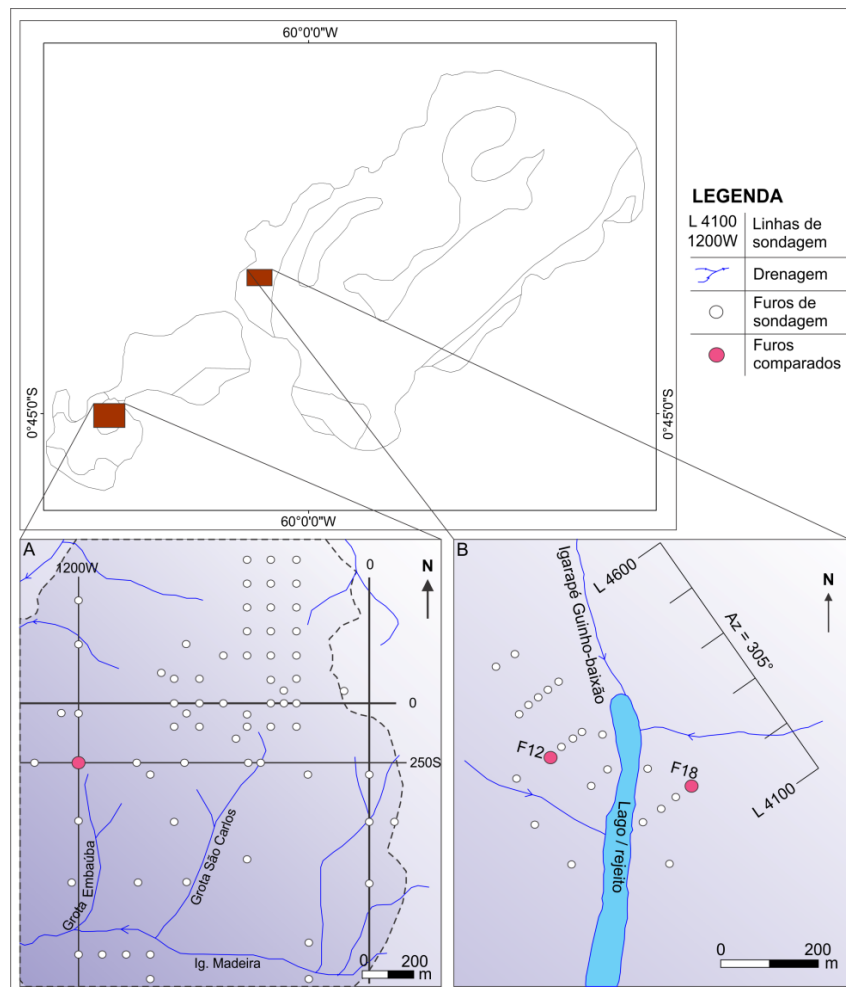 60°0'0"W
0°45'0"S
0°45'0"S
60°0'0"W
LEGENDA
L 4100
1200W
Linhas de
sondagem
Drenagem
Furos de
sondagem
Furos
comparados
A
1200W
0
N
0
250S
Grota Embaúba
Grota São Carlos
Ig. Madeira
0 200
m
B
Igarapé Guinho-baixão
L 4600
Az = 305°
N
F12
F18
L 4100
Lago / rejeito
0 200
m